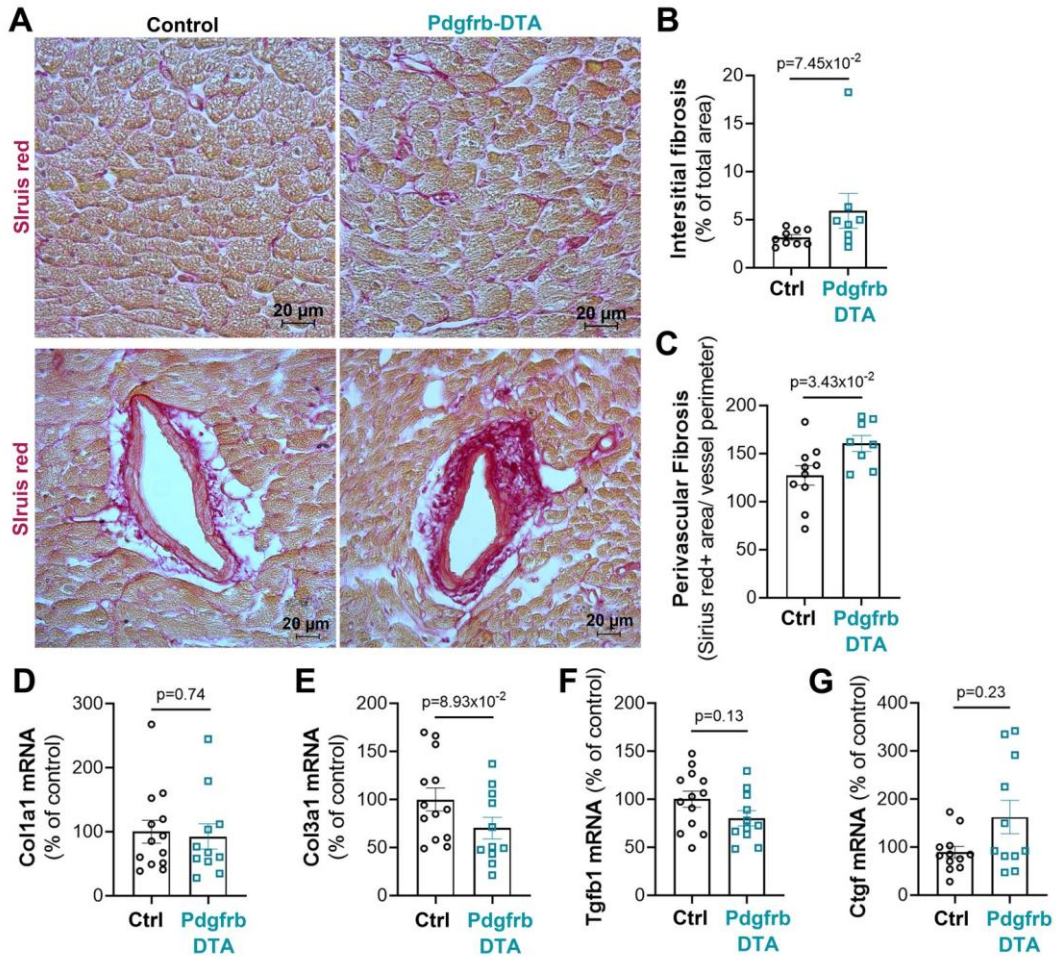 A
Control
Pdgfrb-DTA
SIruis red
20 µm
20 µm
SIruis red
20 µm
20 µm
B
p=7.45x10-2
Intersitial fibrosis
(% of total area)
20
15
10
5
0
Ctrl
Pdgfrb
DTA
C
p=3.43x10-2
Perivascular Fibrosis
(Sirius red+ area/ vessel perimeter)
200
150
100
50
0
Ctrl
Pdgfrb
DTA
D
p=0.74
Col1a1 mRNA
(% of control)
300
200
100
0
Ctrl
Pdgfrb
DTA
E
p=8.93x10-2
Col3a1 mRNA
(% of control)
200
150
100
50
0
Ctrl
Pdgfrb
DTA
F
p=0.13
Tgfb1 mRNA (% of control)
200
150
100
50
0
Ctrl
Pdgfrb
DTA
G
p=0.23
Ctgf mRNA (% of control)
400
300
200
100
0
Ctrl
Pdgfrb
DTA